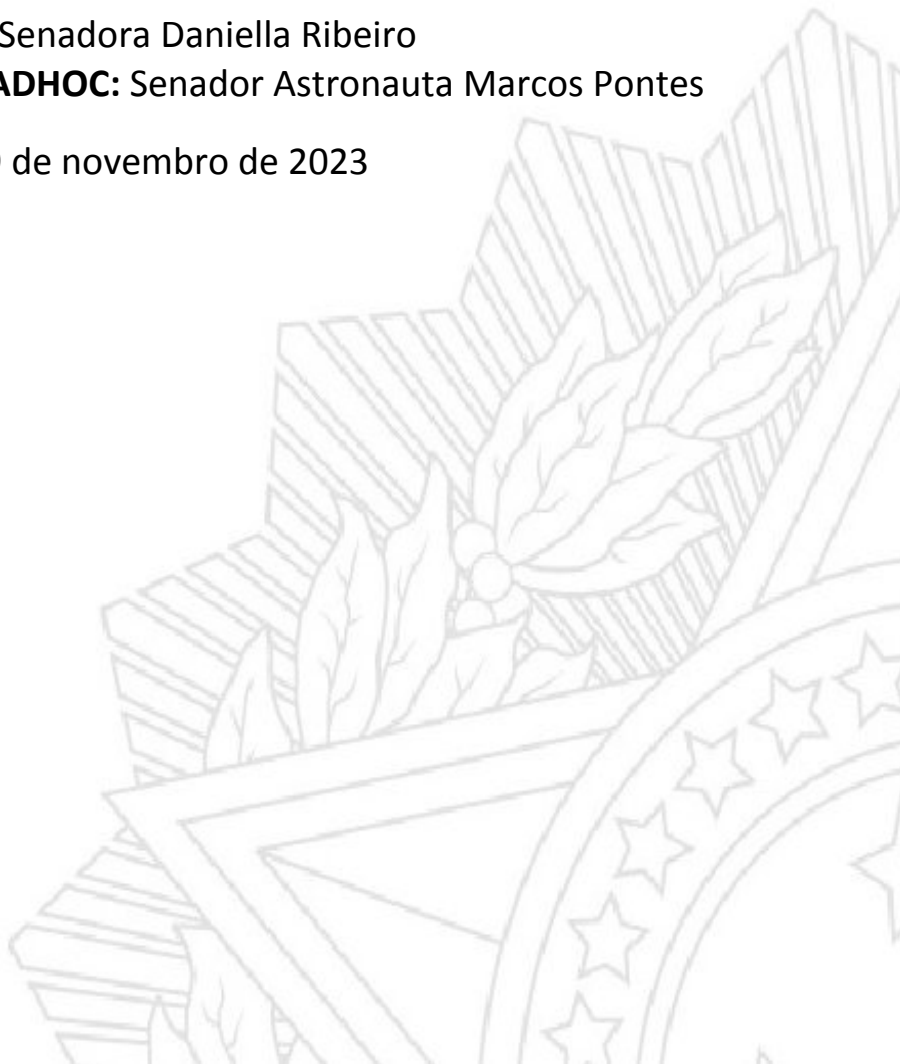 Senadora Daniella Ribeiro
ADHOC: Senador Astronauta Marcos Pontes
de novembro de 2023